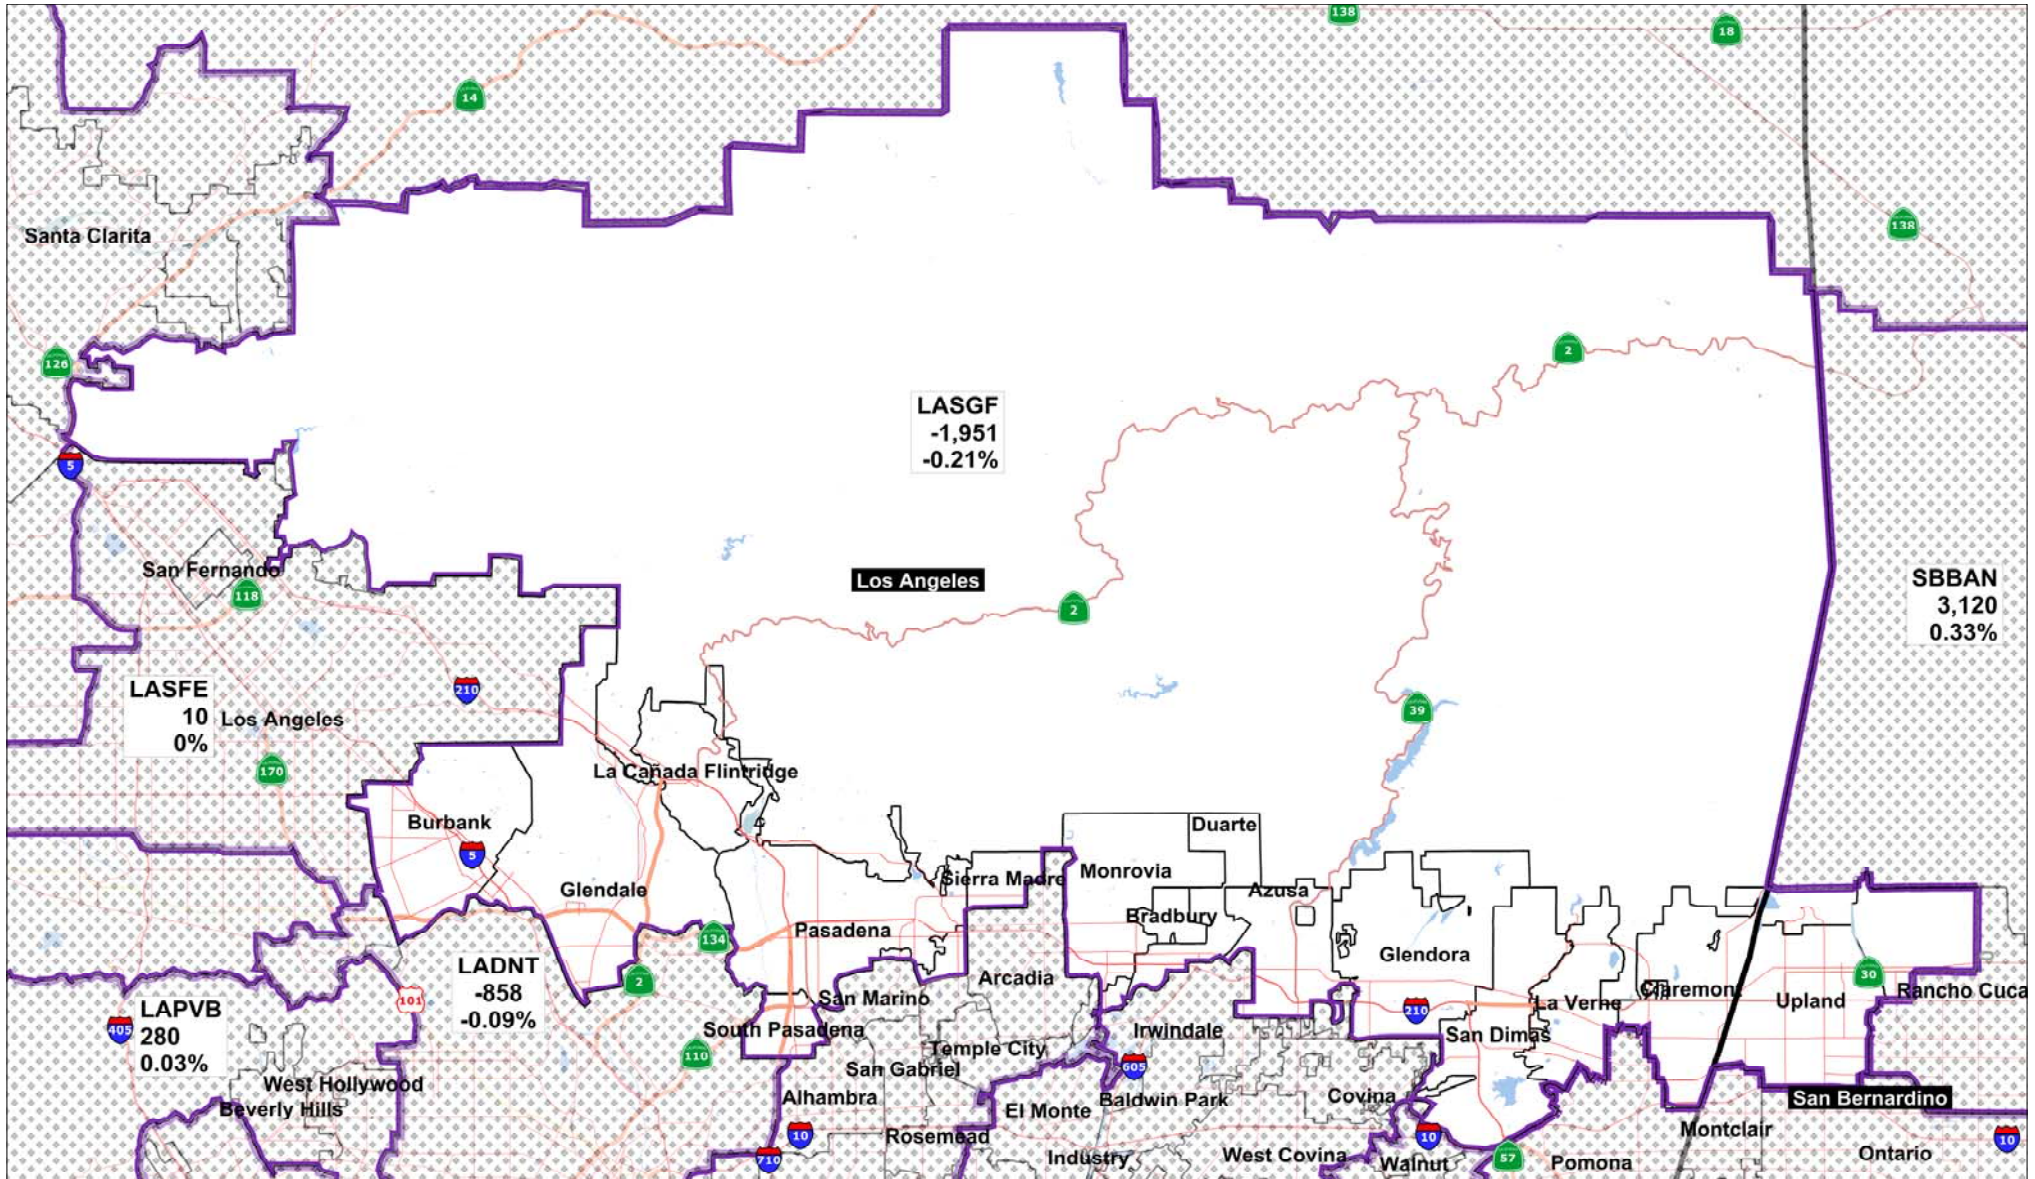 138
18
14
Santa Clarita
138
126
2
LASGF
-1,951
-0.21%
5
San Fernando
118
Los Angeles
2
SBBAN
3,120
0.33%
LASFE
10
0%
210
Los Angeles
39
170
La Cañada Flintridge
Burbank
5
Duarte
Glendale
Sierra Madre
Monrovia
Azusa
Bradbury
134
Pasadena
Glendora
2
LADNT
-858
-0.09%
Arcadia
30
101
LAPVB
280
0.03%
405
San Marino
Claremont
Upland
Rancho Cuca
La Verne
210
South Pasadena
Irwindale
San Dimas
110
Temple City
San Gabriel
605
West Hollywood
Beverly Hills
Alhambra
El Monte
Baldwin Park
Covina
San Bernardino
10
Rosemead
10
Montclair
10
710
Industry
West Covina
Walnut
57
Pomona
Ontario